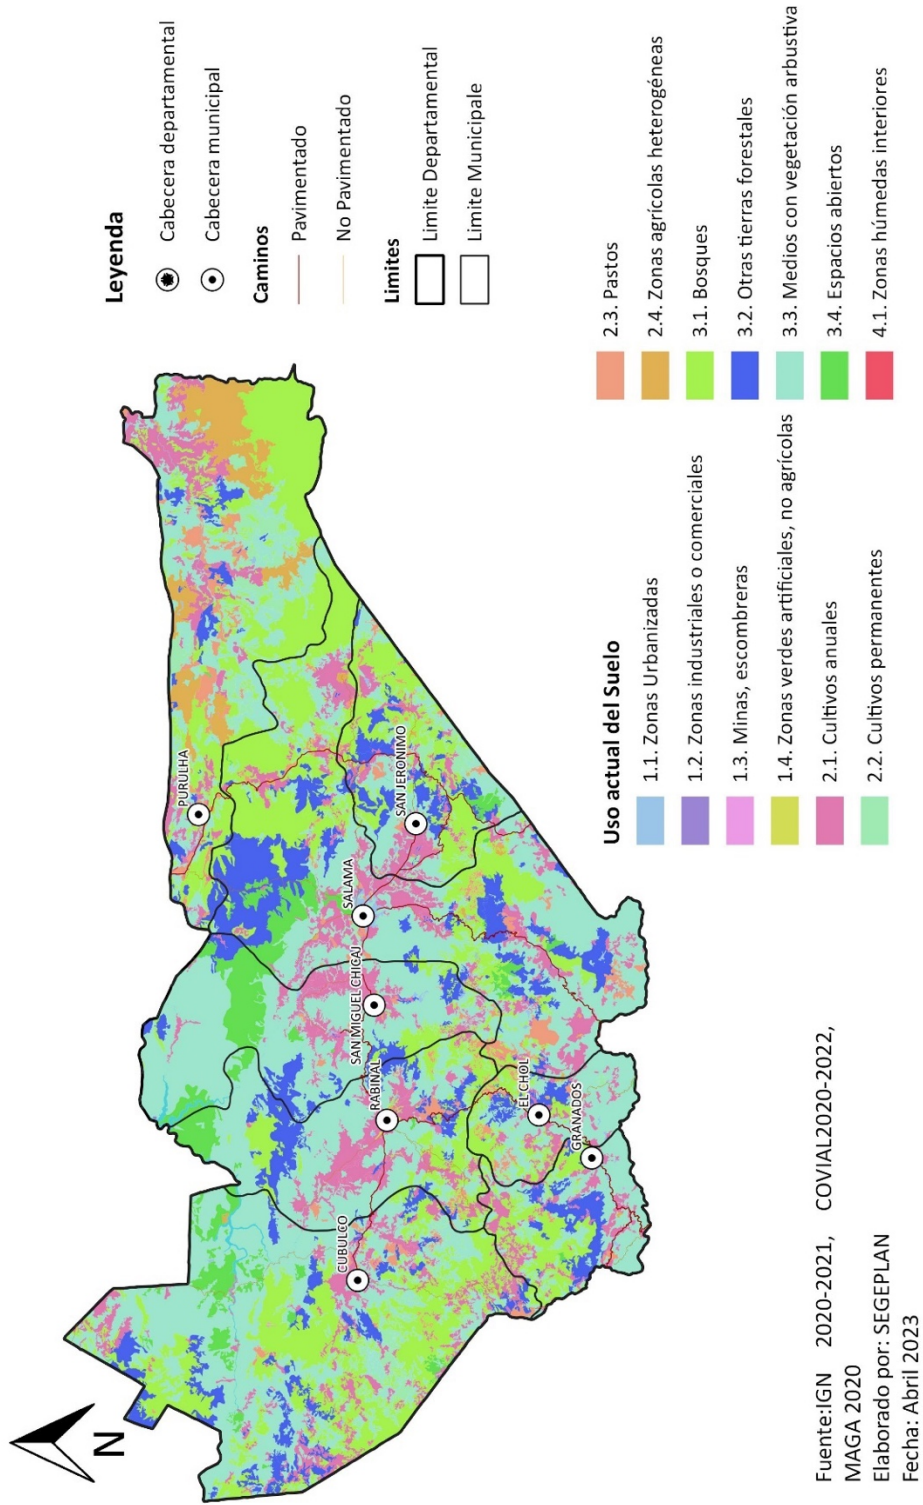 N
PURULHA
SALAMA
SAN JERONIMO
SAN MIGUEL CHICAJ
RABINAL
CUBULCO
EL CHOL
GRANADOS
Leyenda
Cabecera departamental
Cabecera municipal
Caminos
Pavimentado
No Pavimentado
Limites
Limite Departamental
Limite Municipale
Uso actual del Suelo
1.1. Zonas Urbanizadas
1.2. Zonas industriales o comerciales
1.3. Minas, escombreras
1.4. Zonas verdes artificiales, no agrícolas
2.1. Cultivos anuales
2.2. Cultivos permanentes
2.3. Pastos
2.4. Zonas agrícolas heterogéneas
3.1. Bosques
3.2. Otras tierras forestales
3.3. Medios con vegetación arbustiva
3.4. Espacios abiertos
4.1. Zonas húmedas interiores
Fuente:IGN 2020-2021, COVIAL2020-2022,
MAGA 2020
Elaborado por: SEGEPLAN
Fecha: Abril 2023